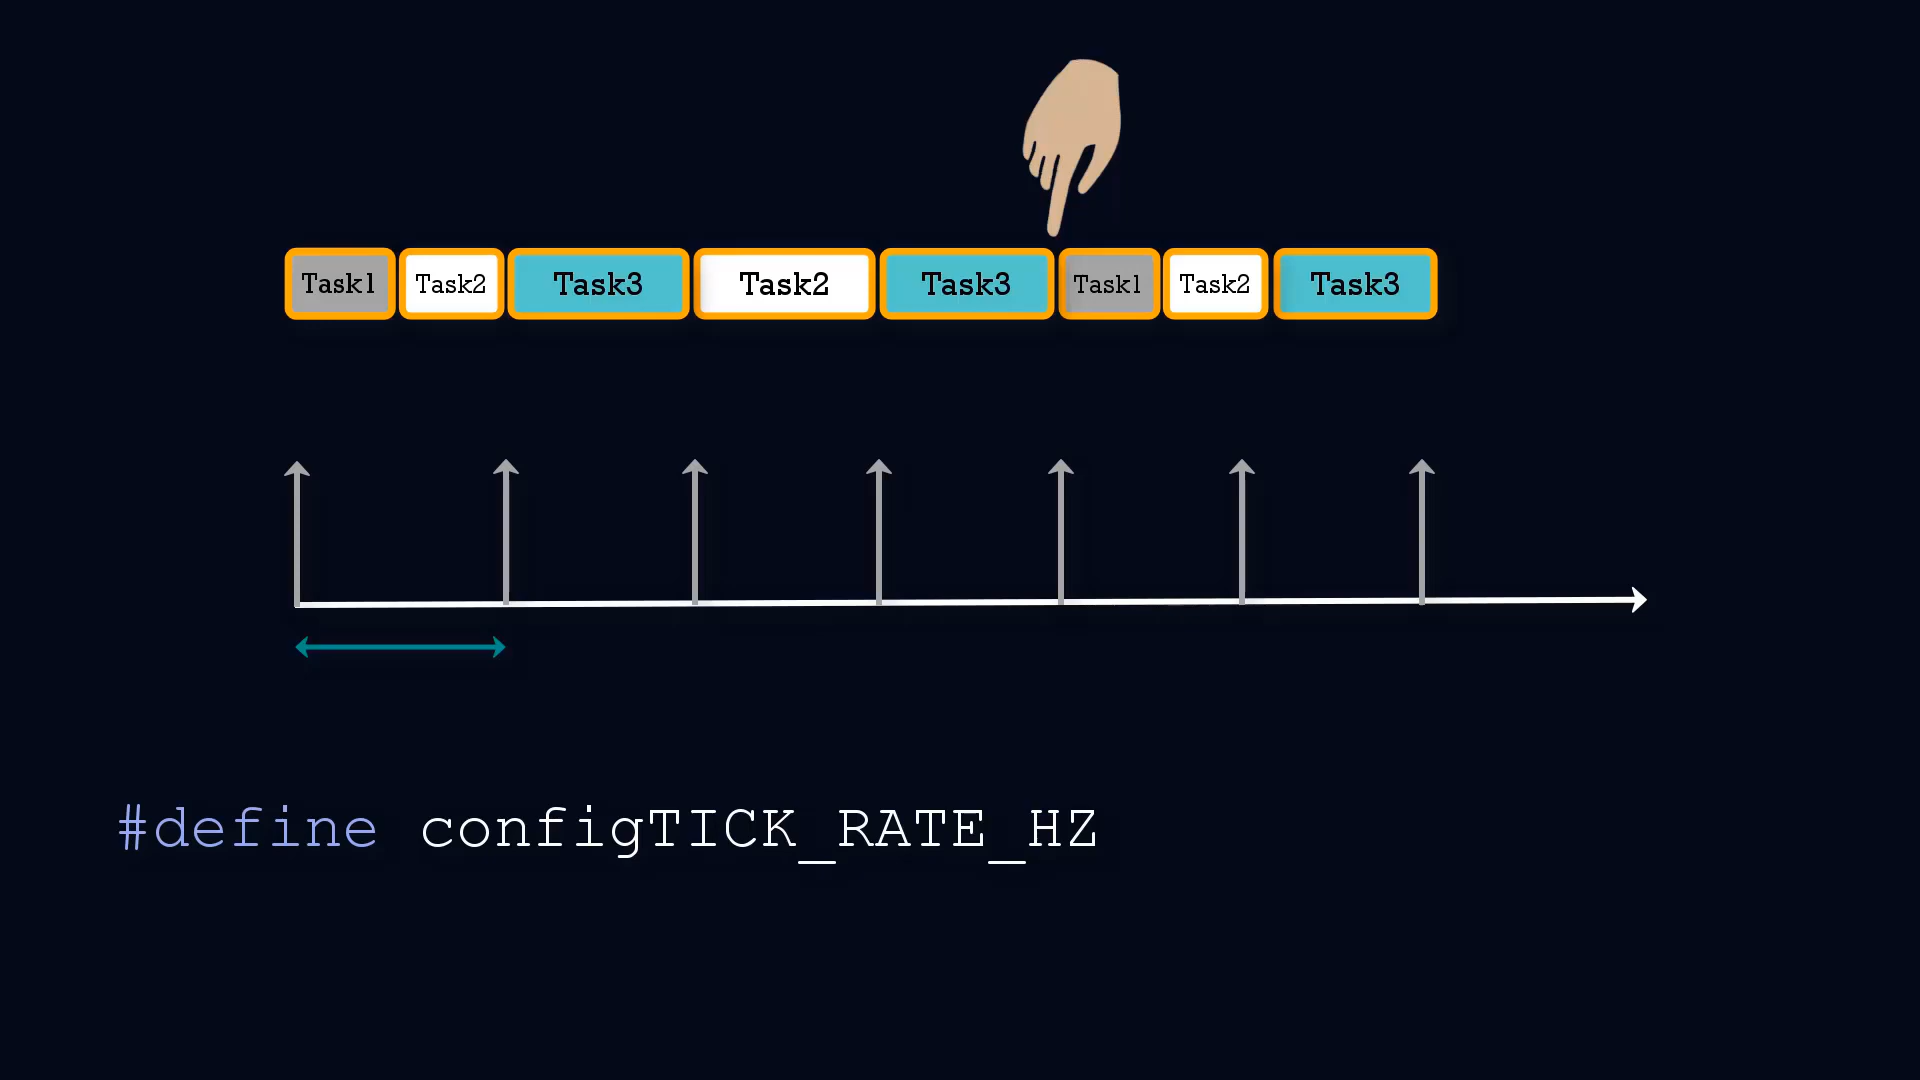 Task1 Task2 Task3 Task2 Task3 Task1 Task2 Task3
#define configTICK_RATE_HZ